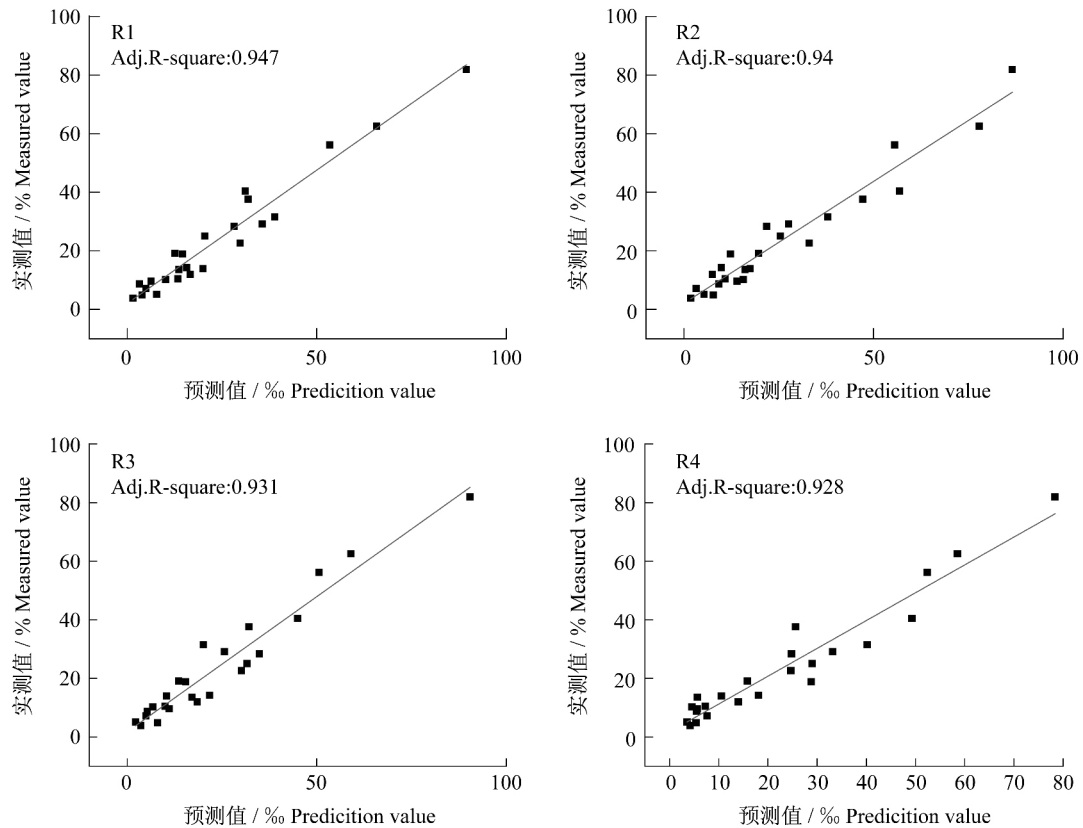 R1
Adj.R-square:0.947
100
80
60
40
20
0
实测值 / % Measured value
0 50 100
预测值 / ‰ Predicition value
R2
Adj.R-square:0.94
100
80
60
40
20
0
实测值 / % Measured value
0 50 100
预测值 / ‰ Predicition value
R3
Adj.R-square:0.931
100
80
60
40
20
0
实测值 / % Measured value
0 50 100
预测值 / ‰ Predicition value
R4
Adj.R-square:0.928
100
80
60
40
20
0
实测值 / % Measured value
0 10 20 30 40 50 60 70 80
预测值 / ‰ Predicition value